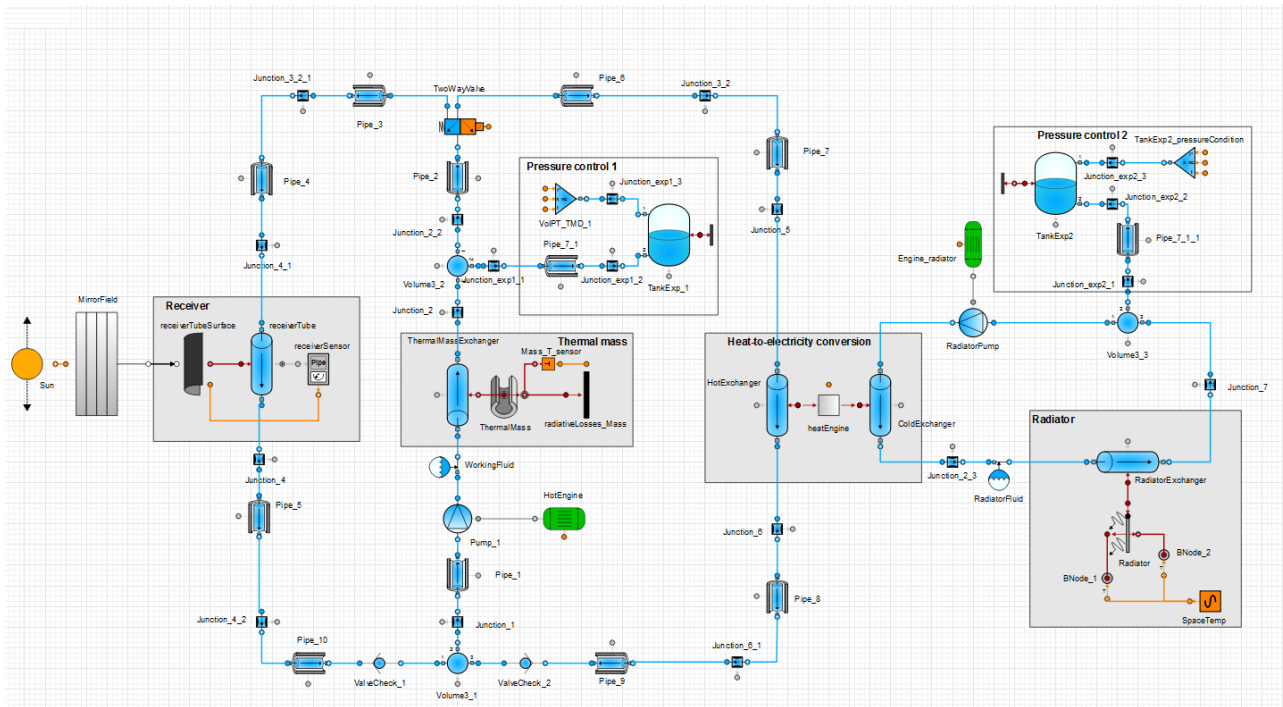 Junction_3_2_1
Pipe_3
TwoWayValve
Pipe_6
Junction_3_2
Pipe_4
Pipe_2
Pipe_7
Pressure control 1
Junction_exp1_3
VolPT_TMD_1
Junction_2_2
Pipe_7_1
Junction_5
Junction_4_1
Volume3_2
Junction_exp1_1
Junction_exp1_2
TankExp_1
Pressure control 2
TankExp2_pressureCondition
Junction_exp2_3
Junction_exp2_2
TankExp2
Pipe_7_1_1
Engine_radiator
Junction_exp2_1
RadiatorPump
Volume3_3
Junction_7
MirrorField
Sun
Receiver
receiverTubeSurface
receiverTube
receiverSensor
Pipe
Junction_2
Thermal mass
ThermalMassExchanger
Mass_T_sensor
ThermalMass
radiativeLosses_Mass
Heat-to-electricity conversion
HotExchanger
heatEngine
ColdExchanger
Junction_2_3
RadiatorFluid
Radiator
RadiatorExchanger
Radiator
BNode_2
BNode_1
SpaceTemp
Junction_4
Pipe_5
WorkingFluid
HotEngine
Pump_1
Pipe_1
Junction_6
Pipe_8
Junction_4_2
Junction_1
Pipe_10
ValveCheck_1
Volume3_1
ValveCheck_2
Pipe_9
Junction_6_1